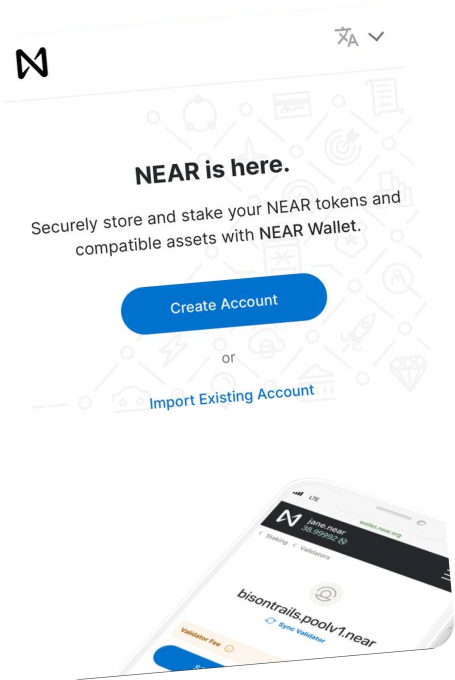 NEAR is here.
Securely store and stake your NEAR tokens and
compatible assets with NEAR Wallet.
Create Account
or
Import Existing Account
LTE
wallet.near.org
jane.near
38.99992
Staking < Validators
bisontrails.poolv1.near
Sync Validator
Validator Fee